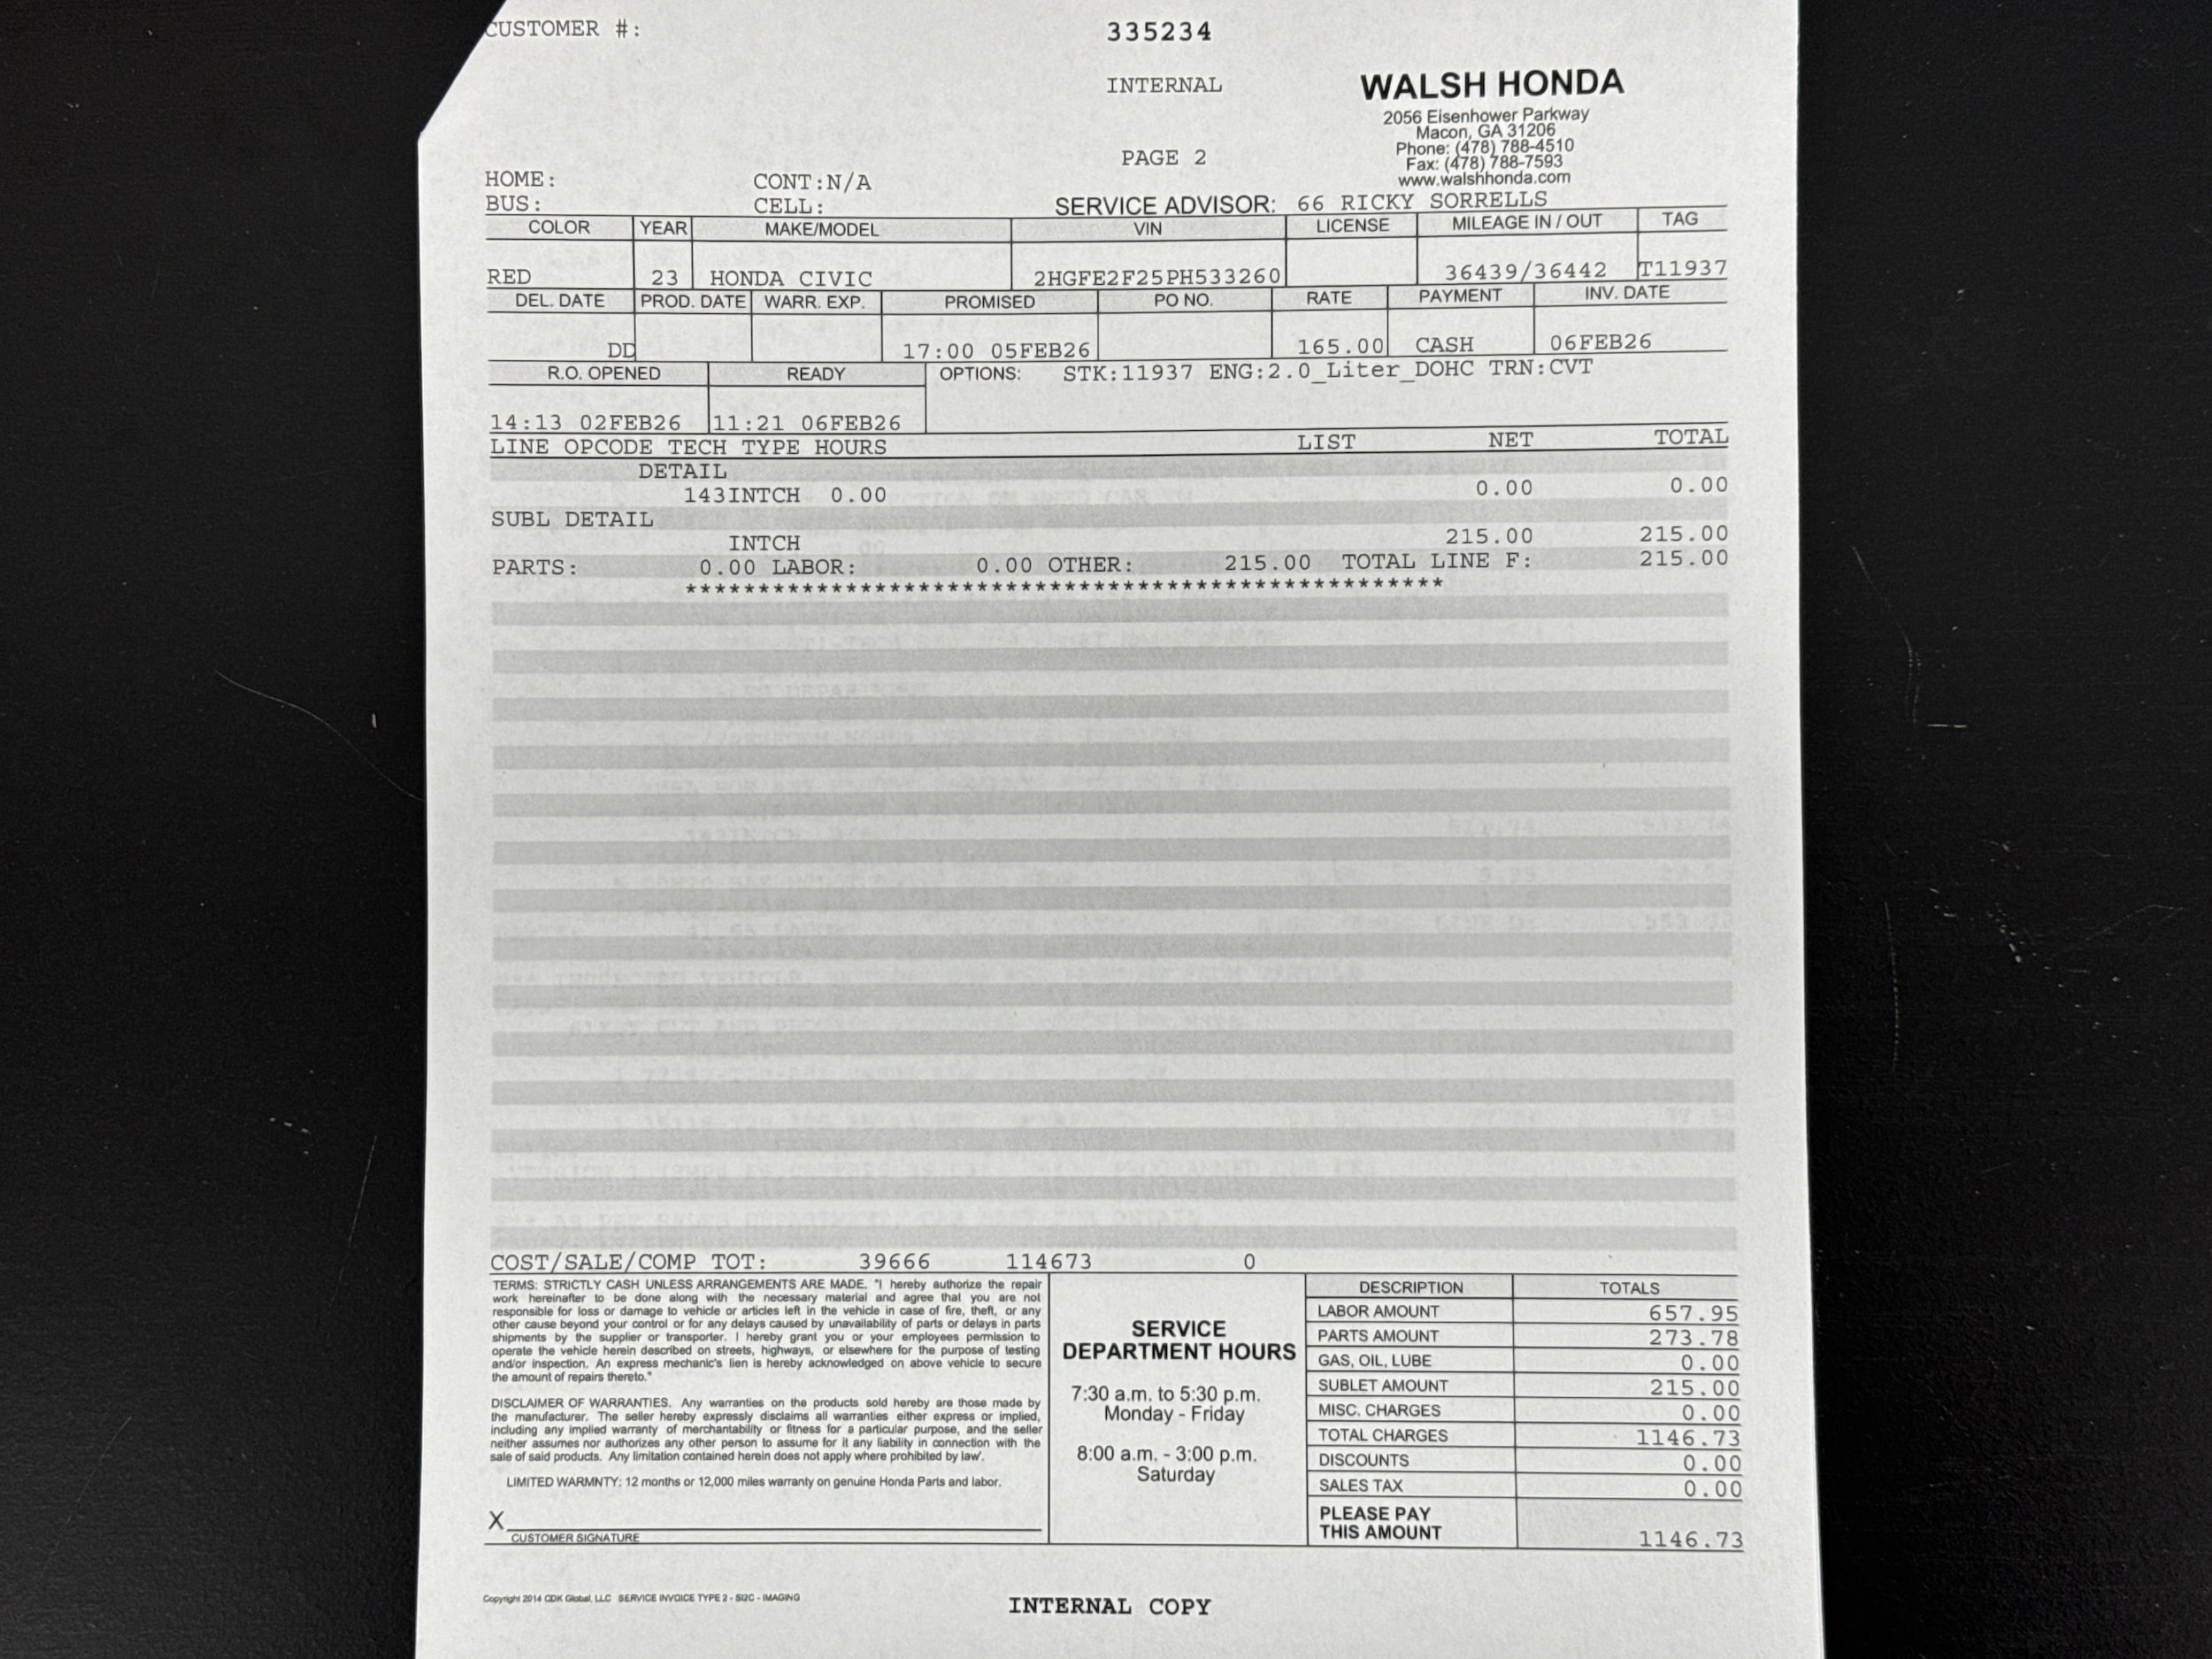 CUSTOMER #:
335234
INTERNAL
WALSH HONDA
2056 Eisenhower Parkway
Macon, GA 31206
Phone: (478) 788-4510
Fax: (478) 788-7593
www.walshhonda.com
PAGE 2
HOME: CONT:N/A
BUS: CELL: SERVICE ADVISOR: 66 RICKY SORRELLS
COLOR YEAR MAKE/MODEL VIN LICENSE MILEAGE IN / OUT TAG
RED 23 HONDA CIVIC 2HGFE2F25PH533260 36439/36442 T11937
DEL. DATE PROD. DATE WARR. EXP. PROMISED PO NO. RATE PAYMENT INV. DATE
DD 17:00 05FEB26 165.00 CASH 06FEB26
R.O. OPENED READY OPTIONS: STK:11937 ENG:2.0_Liter_DOHC TRN:CVT
14:13 02FEB26 11:21 06FEB26
LINE OPCODE TECH TYPE HOURS LIST NET TOTAL
DETAIL
143INTCH 0.00 0.00 0.00
SUBL DETAIL
INTCH 215.00 215.00
PARTS: 0.00 LABOR: 0.00 OTHER: 215.00 TOTAL LINE F: 215.00
****************************************************
COST/SALE/COMP TOT: 39666 114673 0
TERMS: STRICTLY CASH UNLESS ARRANGEMENTS ARE MADE. "I hereby authorize the repair
work hereinafter to be done along with the necessary material and agree that you are not
responsible for loss or damage to vehicle or articles left in the vehicle in case of fire, theft, or any
other cause beyond your control or for any delays caused by unavailability of parts or delays in parts
shipments by the supplier or transporter. I hereby grant you or your employees permission to
operate the vehicle herein described on streets, highways, or elsewhere for the purpose of testing
and/or inspection. An express mechanic's lien is hereby acknowledged on above vehicle to secure
the amount of repairs thereto."
DISCLAIMER OF WARRANTIES. Any warranties on the products sold hereby are those made by
the manufacturer. The seller hereby expressly disclaims all warranties either express or implied,
including any implied warranty of merchantability or fitness for a particular purpose, and the seller
neither assumes nor authorizes any other person to assume for it any liability in connection with the
sale of said products. Any limitation contained herein does not apply where prohibited by law'.
LIMITED WARMNTY: 12 months or 12,000 miles warranty on genuine Honda Parts and labor.
X
CUSTOMER SIGNATURE
SERVICE
DEPARTMENT HOURS
7:30 a.m. to 5:30 p.m.
Monday - Friday
8:00 a.m. - 3:00 p.m.
Saturday
DESCRIPTION TOTALS
LABOR AMOUNT 657.95
PARTS AMOUNT 273.78
GAS, OIL, LUBE 0.00
SUBLET AMOUNT 215.00
MISC. CHARGES 0.00
TOTAL CHARGES 1146.73
DISCOUNTS 0.00
SALES TAX 0.00
PLEASE PAY
THIS AMOUNT 1146.73
Copyright 2014 CDK Global, LLC SERVICE INVOICE TYPE 2 - SI2C - IMAGING
INTERNAL COPY